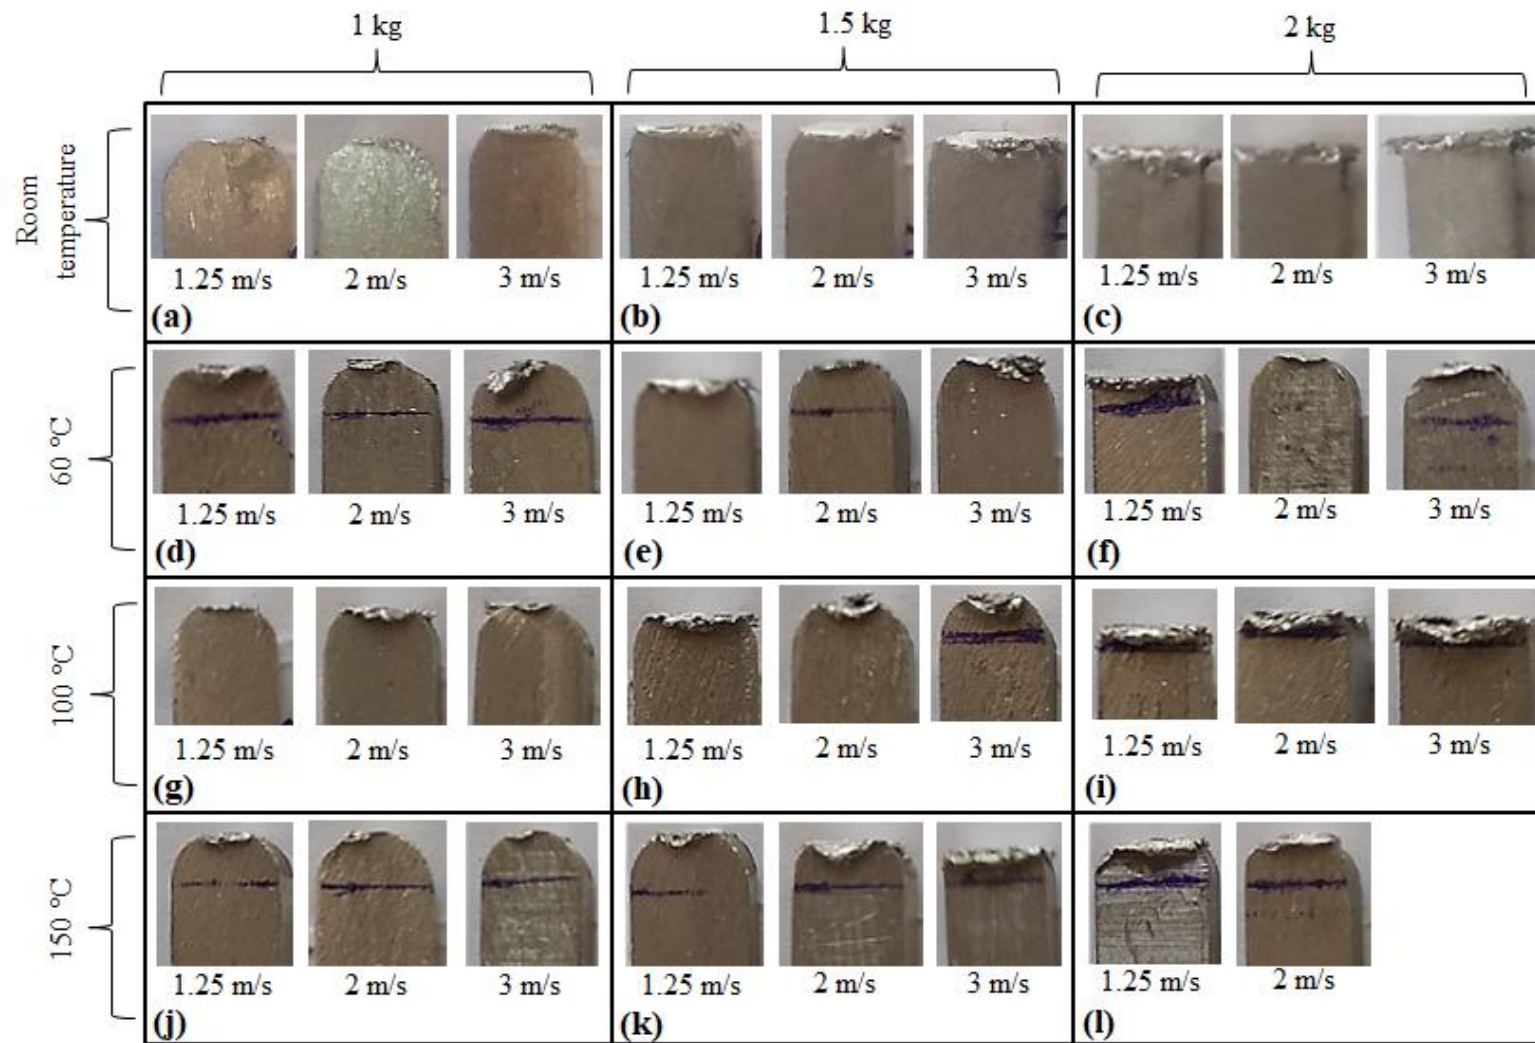 1 kg 1.5 kg 2 kg
Room
temperature
1.25 m/s 2 m/s 3 m/s
(a)
1.25 m/s 2 m/s 3 m/s
(b)
1.25 m/s 2 m/s 3 m/s
(c)
60 °C
1.25 m/s 2 m/s 3 m/s
(d)
1.25 m/s 2 m/s 3 m/s
(e)
1.25 m/s 2 m/s 3 m/s
(f)
100 °C
1.25 m/s 2 m/s 3 m/s
(g)
1.25 m/s 2 m/s 3 m/s
(h)
1.25 m/s 2 m/s 3 m/s
(i)
150 °C
1.25 m/s 2 m/s 3 m/s
(j)
1.25 m/s 2 m/s 3 m/s
(k)
1.25 m/s 2 m/s
(l)